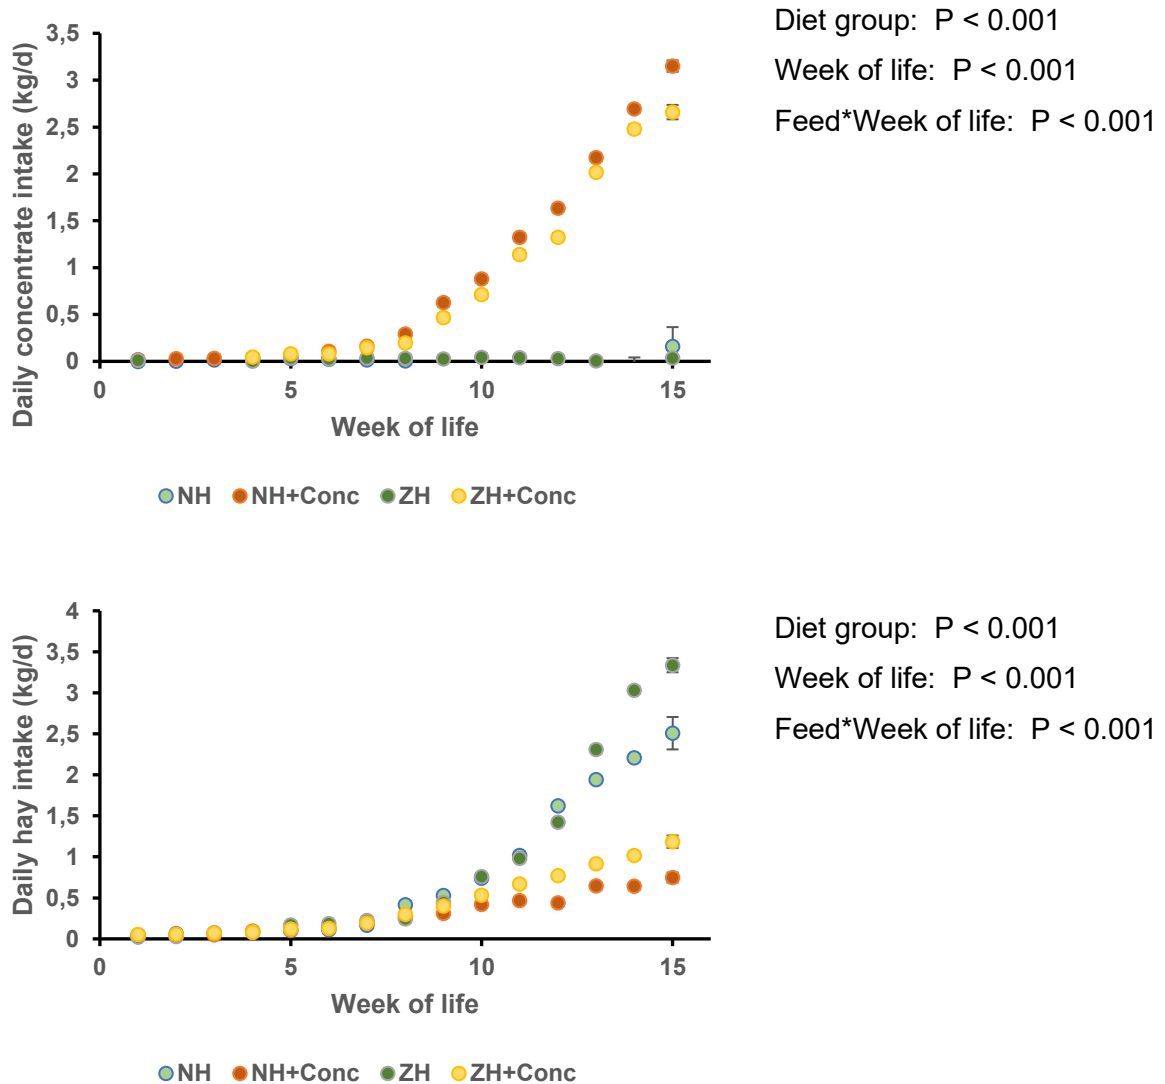 Daily concentrate intake (kg/d)
3,5
3
2,5
2
1,5
1
0,5
0
0 5 10 15
Week of life
NH NH+Conc ZH ZH+Conc
Diet group: P < 0.001
Week of life: P < 0.001
Feed*Week of life: P < 0.001
Daily hay intake (kg/d)
4
3,5
3
2,5
2
1,5
1
0,5
0
0 5 10 15
Week of life
NH NH+Conc ZH ZH+Conc
Diet group: P < 0.001
Week of life: P < 0.001
Feed*Week of life: P < 0.001